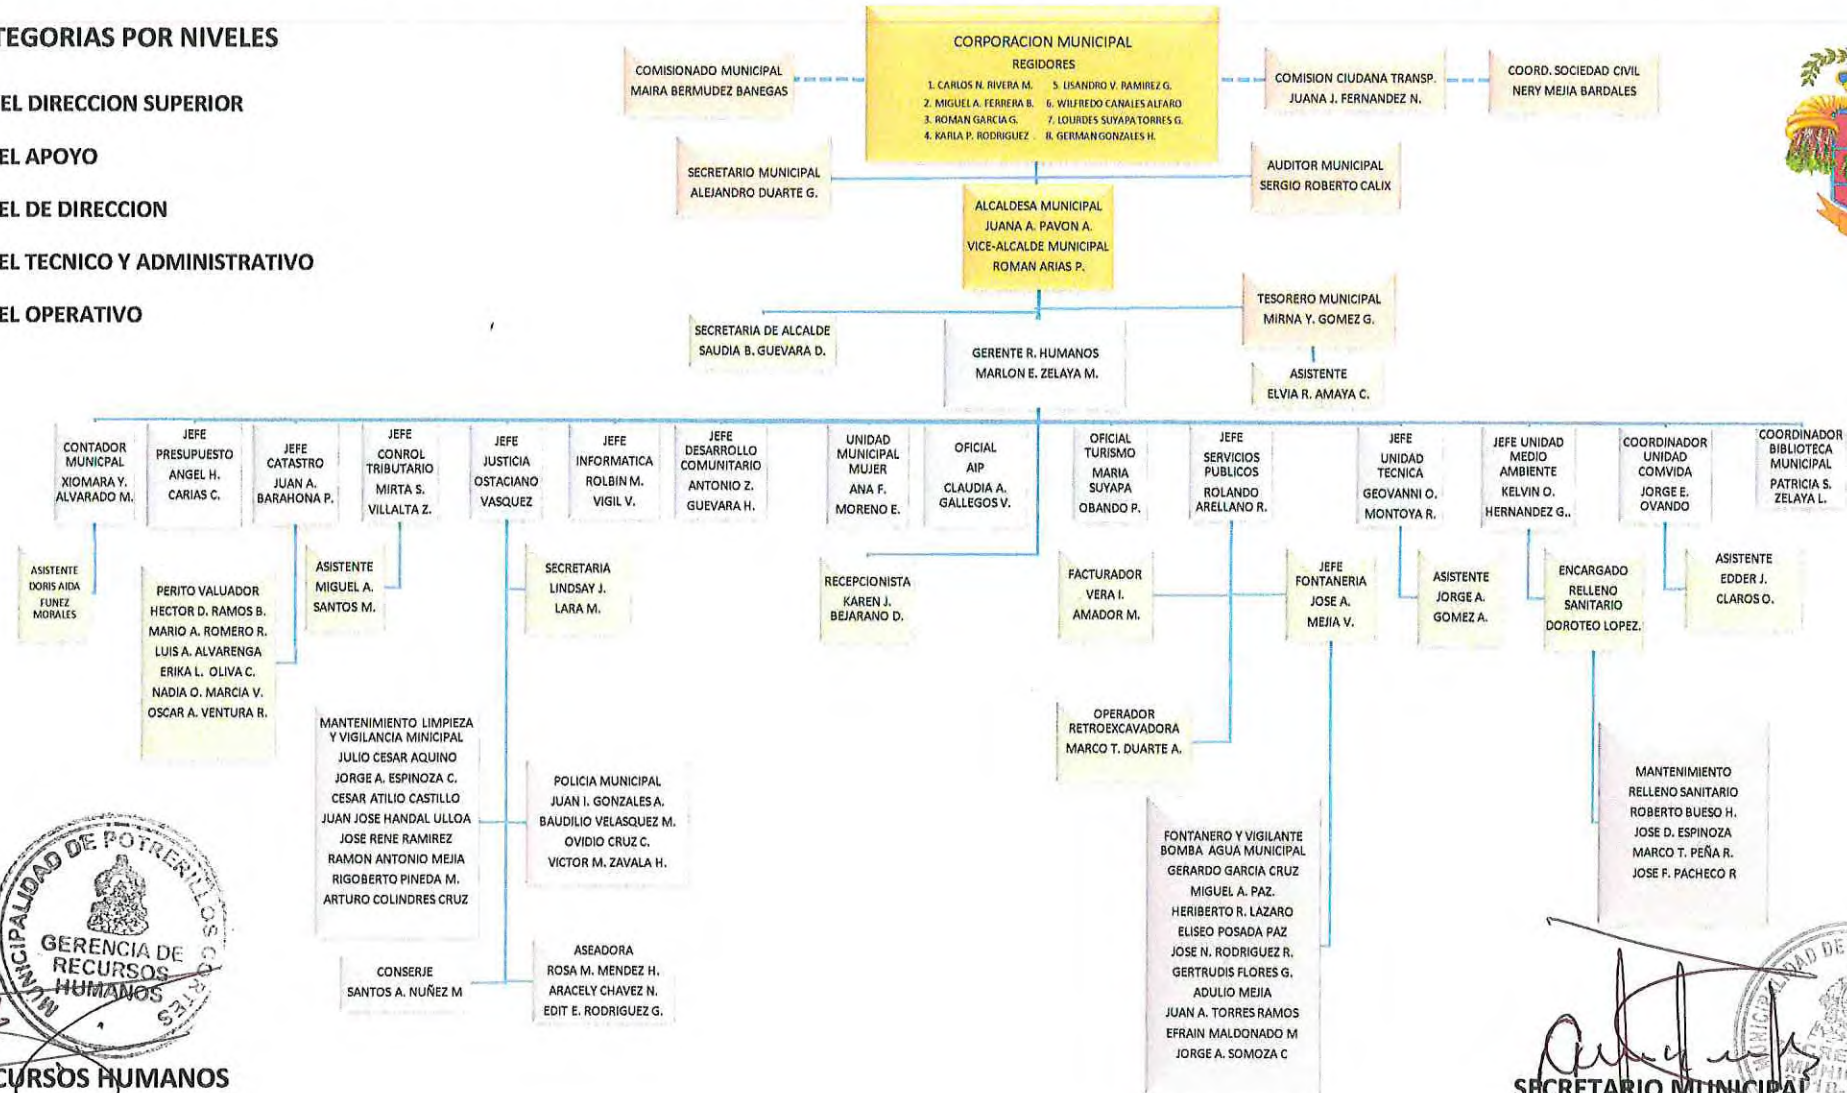 TEGORIAS POR NIVELES
EL DIRECCION SUPERIOR
EL APOYO
EL DE DIRECCION
EL TECNICO Y ADMINISTRATIVO
EL OPERATIVO
COMISIONADO MUNICIPAL
MAIRA BERMUDEZ BANEGAS
CORPORACION MUNICIPAL
REGIDORES
1. CARLOS N. RIVERA M. 5. LISANDRO V. RAMIREZ G.
2. MIGUEL A. FERRERA B. 6. WILFREDO CANALES ALFARO
3. ROMAN GARCIA G. 7. LOURDES SUYAPA TORRES G.
4. KARLA P. RODRIGUEZ 8. GERMAN GONZALES H.
COMISION CIUDANA TRANSP.
JUANA J. FERNANDEZ N.
COORD. SOCIEDAD CIVIL
NERY MEJIA BARDALES
SECRETARIO MUNICIPAL
ALEJANDRO DUARTE G.
AUDITOR MUNICIPAL
SERGIO ROBERTO CALIX
ALCALDESA MUNICIPAL
JUANA A. PAVON A.
VICE-ALCALDE MUNICIPAL
ROMAN ARIAS P.
SECRETARIA DE ALCALDE
SAUDIA B. GUEVARA D.
TESORERO MUNICIPAL
MIRNA Y. GOMEZ G.
GERENTE R. HUMANOS
MARLON E. ZELAYA M.
ASISTENTE
ELVIA R. AMAYA C.
CONTADOR
MUNICPAL
XIOMARA Y.
ALVARADO M.
JEFE
PRESUPUESTO
ANGEL H.
CARIAS C.
JEFE
CATASTRO
JUAN A.
BARAHONA P.
JEFE
CONROL
TRIBUTARIO
MIRTA S.
VILLALTA Z.
JEFE
JUSTICIA
OSTACIANO
VASQUEZ
JEFE
INFORMATICA
ROLBIN M.
VIGIL V.
JEFE
DESARROLLO
COMUNITARIO
ANTONIO Z.
GUEVARA H.
UNIDAD
MUNICIPAL
MUJER
ANA F.
MORENO E.
OFICIAL
AIP
CLAUDIA A.
GALLEGOS V.
OFICIAL
TURISMO
MARIA
SUYAPA
OBANDO P.
JEFE
SERVICIOS
PUBLICOS
ROLANDO
ARELLANO R.
JEFE
UNIDAD
TECNICA
GEOVANNI O.
MONTOYA R.
JEFE UNIDAD
MEDIO
AMBIENTE
KELVIN O.
HERNANDEZ G..
COORDINADOR
UNIDAD
COMVIDA
JORGE E.
OVANDO
COORDINADOR
BIBLIOTECA
MUNICIPAL
PATRICIA S.
ZELAYA L.
ASISTENTE
DORIS AIDA
FUNEZ
MORALES
PERITO VALUADOR
HECTOR D. RAMOS B.
MARIO A. ROMERO R.
LUIS A. ALVARENGA
ERIKA L. OLIVA C.
NADIA O. MARCIA V.
OSCAR A. VENTURA R.
ASISTENTE
MIGUEL A.
SANTOS M.
SECRETARIA
LINDSAY J.
LARA M.
RECEPCIONISTA
KAREN J.
BEJARANO D.
FACTURADOR
VERA I.
AMADOR M.
JEFE
FONTANERIA
JOSE A.
MEJIA V.
ASISTENTE
JORGE A.
GOMEZ A.
ENCARGADO
RELLENO
SANITARIO
DOROTEO LOPEZ.
ASISTENTE
EDDER J.
CLAROS O.
MANTENIMIENTO LIMPIEZA
Y VIGILANCIA MINICIPAL
JULIO CESAR AQUINO
JORGE A. ESPINOZA C.
CESAR ATILIO CASTILLO
JUAN JOSE HANDAL ULLOA
JOSE RENE RAMIREZ
RAMON ANTONIO MEJIA
RIGOBERTO PINEDA M.
ARTURO COLINDRES CRUZ
POLICIA MUNICIPAL
JUAN I. GONZALES A.
BAUDILIO VELASQUEZ M.
OVIDIO CRUZ C.
VICTOR M. ZAVALA H.
OPERADOR
RETROEXCAVADORA
MARCO T. DUARTE A.
MANTENIMIENTO
RELLENO SANITARIO
ROBERTO BUESO H.
JOSE D. ESPINOZA
MARCO T. PEÑA R.
JOSE F. PACHECO R
FONTANERO Y VIGILANTE
BOMBA AGUA MUNICIPAL
GERARDO GARCIA CRUZ
MIGUEL A. PAZ.
HERIBERTO R. LAZARO
ELISEO POSADA PAZ
JOSE N. RODRIGUEZ R.
GERTRUDIS FLORES G.
ADULIO MEJIA
JUAN A. TORRES RAMOS
EFRAIN MALDONADO M
JORGE A. SOMOZA C
CONSERJE
SANTOS A. NUÑEZ M
ASEADORA
ROSA M. MENDEZ H.
ARACELY CHAVEZ N.
EDIT E. RODRIGUEZ G.
MUNICIPALIDAD DE POTRERILLOS CORTES
GERENCIA DE
RECURSOS
HUMANOS
CURSOS HUMANOS
SECRETARIO MUNICIPAL